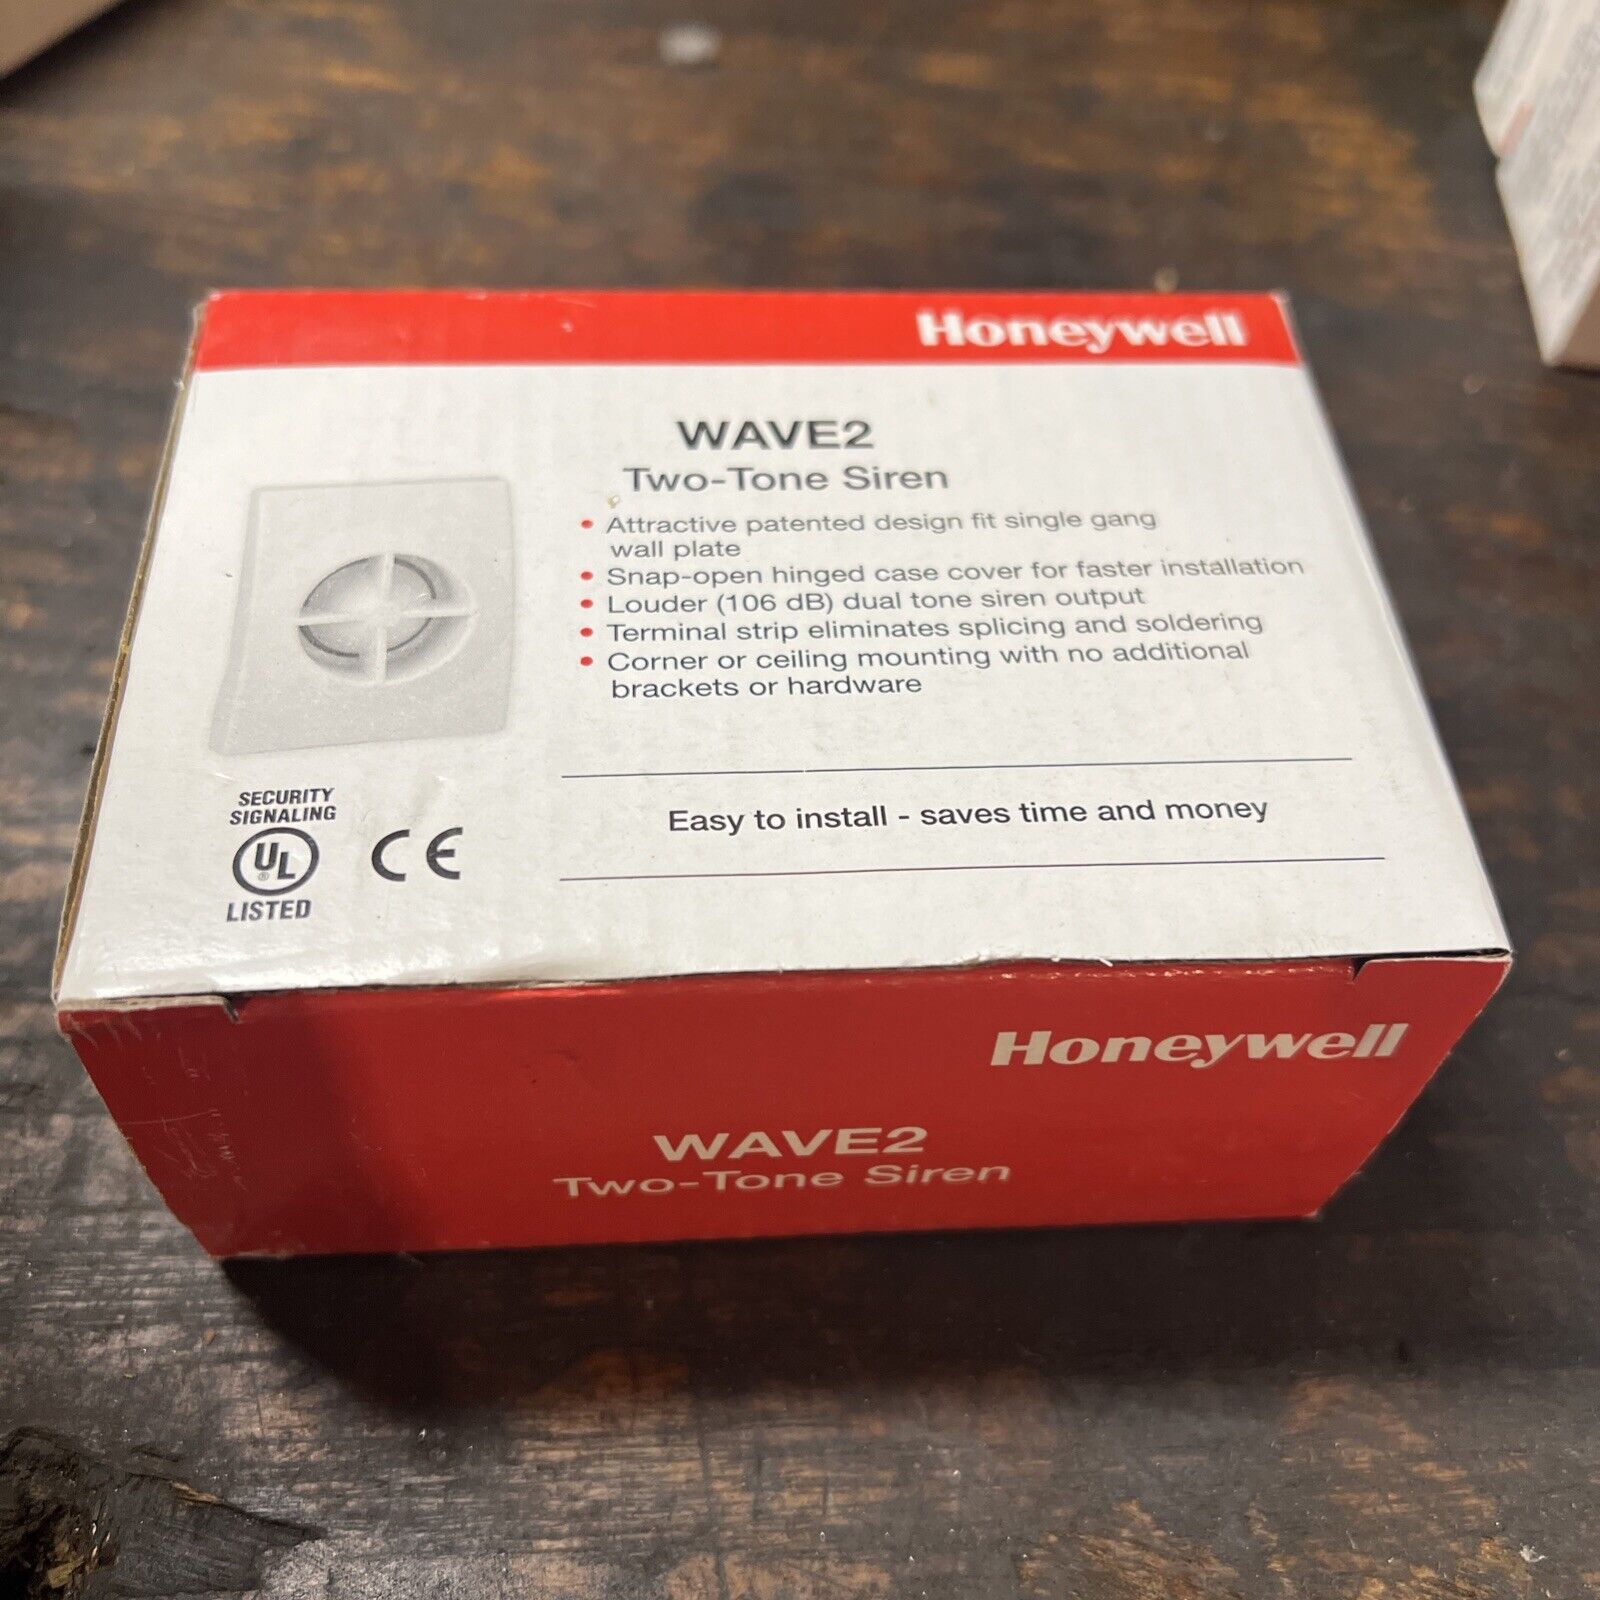 Honeywell
WAVE2
Two-Tone Siren
• Attractive patented design fit single gang
wall plate
• Snap-open hinged case cover for faster installation
• Louder (106 dB) dual tone siren output
• Terminal strip eliminates splicing and soldering
• Corner or ceiling mounting with no additional
brackets or hardware
Easy to install - saves time and money
SECURITY
SIGNALING
UL ®
LISTED
CE
Honeywell
WAVE2
Two-Tone Siren